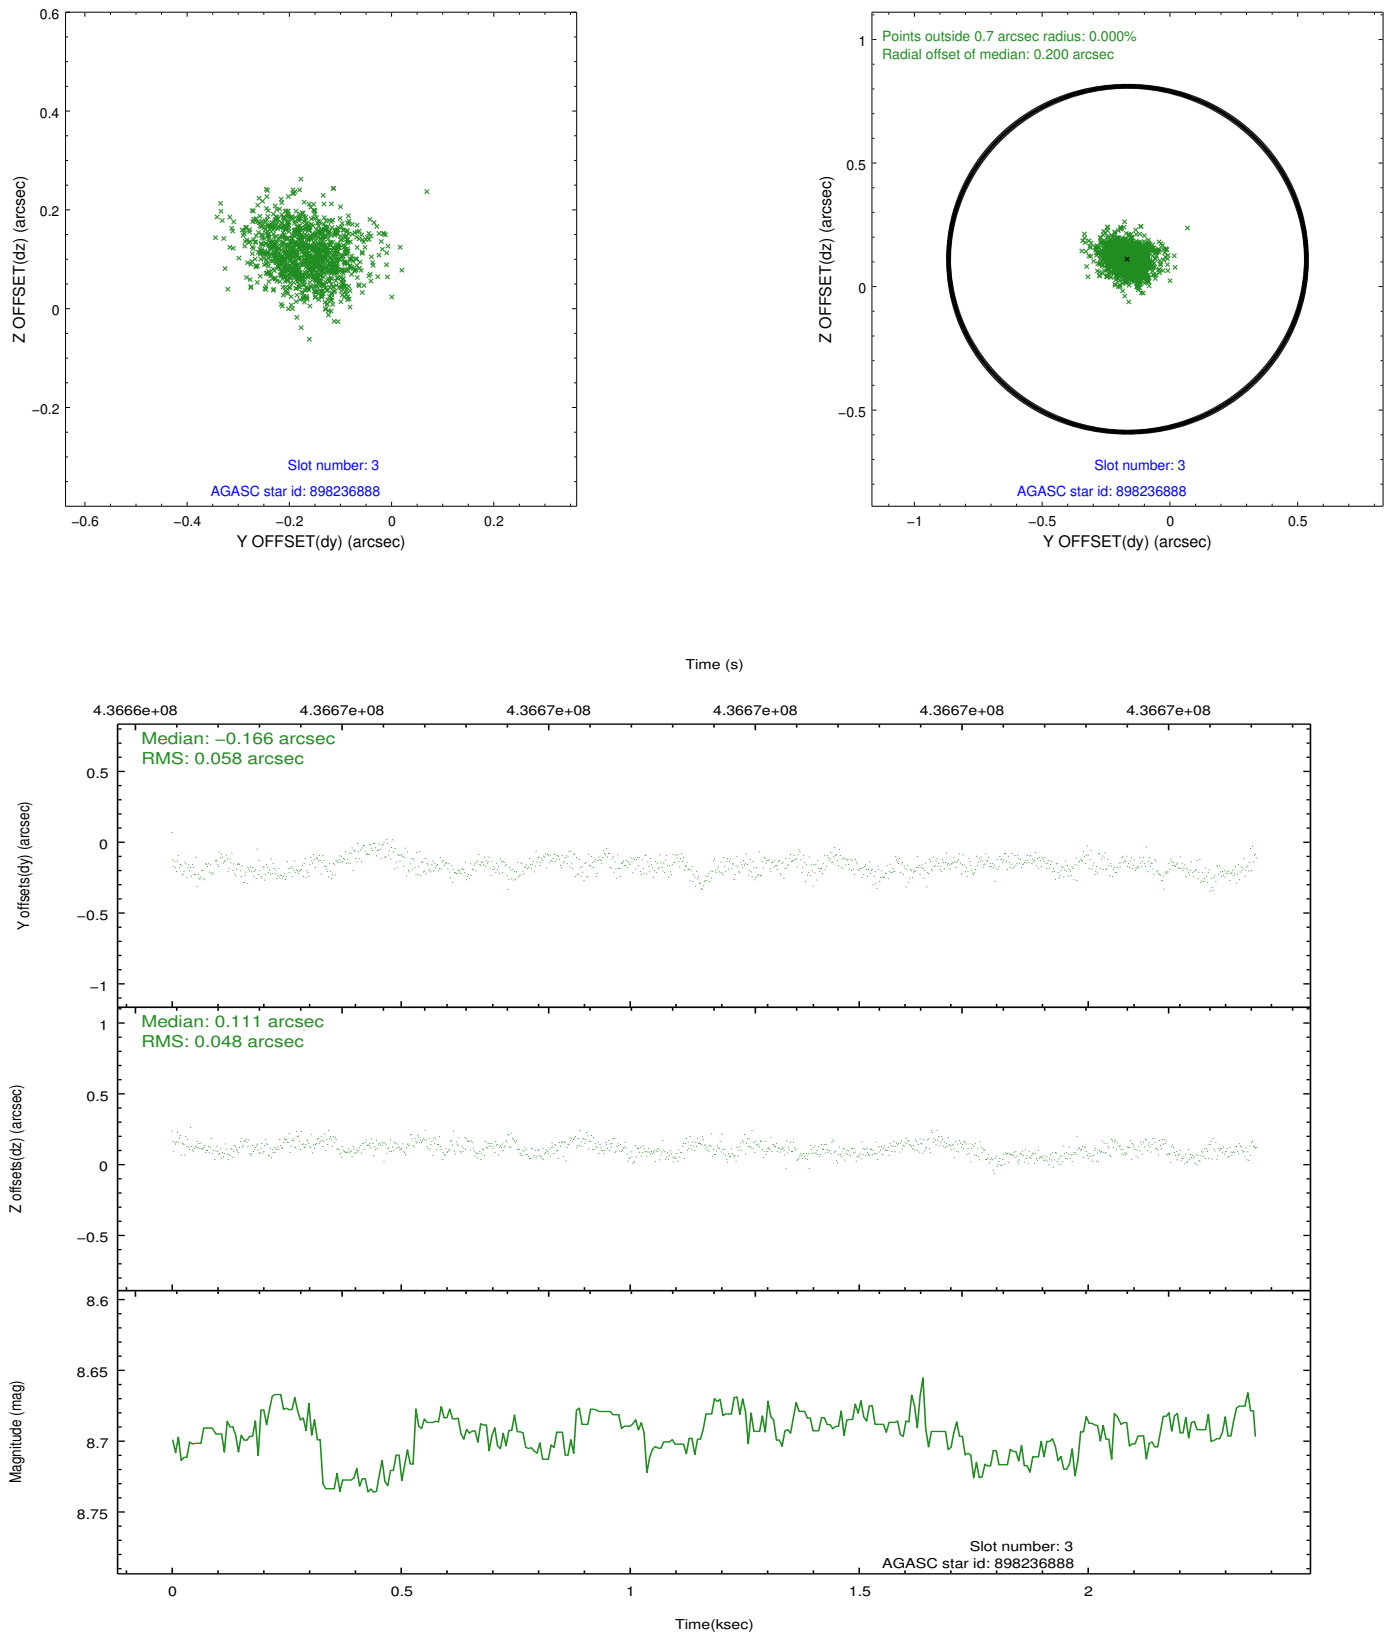 0.6
0.4
0.2
0
−0.2
Z OFFSET(dz) (arcsec)
Slot number: 3
AGASC star id: 898236888
−0.6
−0.4
−0.2
0
0.2
Y OFFSET(dy) (arcsec)
Points outside 0.7 arcsec radius: 0.000%
Radial offset of median: 0.200 arcsec
1
0.5
0
−0.5
Z OFFSET(dz) (arcsec)
Slot number: 3
AGASC star id: 898236888
−1
−0.5
0
0.5
Y OFFSET(dy) (arcsec)
Time (s)
4.3666e+08 4.3667e+08 4.3667e+08 4.3667e+08 4.3667e+08 4.3667e+08
Median: −0.166 arcsec
RMS: 0.058 arcsec
0.5
0
−0.5
−1
Y offsets(dy) (arcsec)
Median: 0.111 arcsec
RMS: 0.048 arcsec
1
0.5
0
−0.5
Z offsets(dz) (arcsec)
8.6
8.65
8.7
8.75
Magnitude (mag)
Slot number: 3
AGASC star id: 898236888
0
0.5
1
1.5
2
Time(ksec)